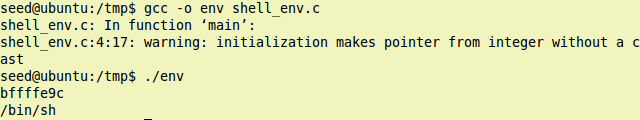 seed@ubuntu:/tmp$ gcc -o env shell_env.c
shell_env.c: In function ‘main’:
shell_env.c:4:17: warning: initialization makes pointer from integer without a c
ast
seed@ubuntu:/tmp$ ./env
bffffe9c
/bin/sh